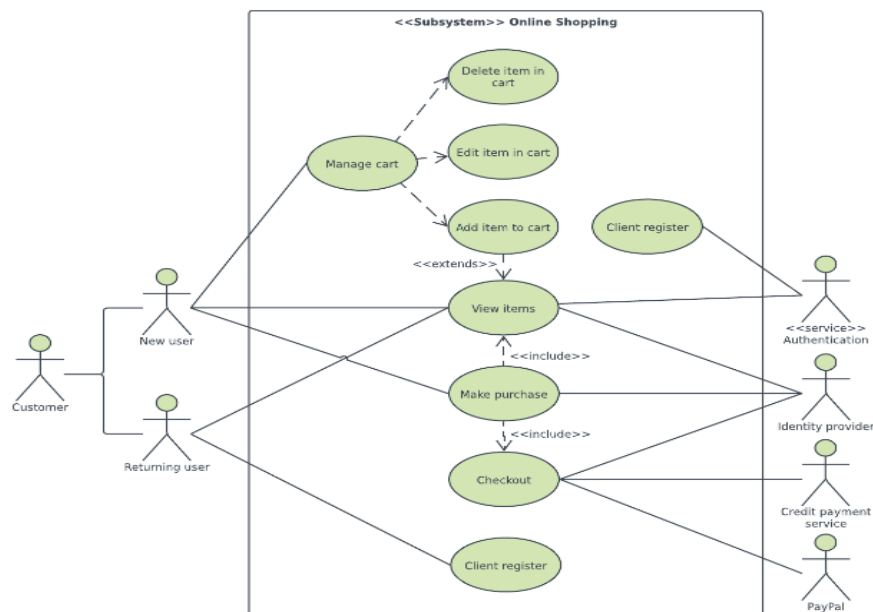 <<Subsystem>> Online Shopping
Delete item in
cart
Manage cart
Edit item in cart
Add item to cart
Client register
<<extends>>
View items
<<service>>
Authentication
New user
<<include>>
Customer
Make purchase
Identity provider
<<include>>
Returning user
Checkout
Credit payment
service
Client register
PayPal